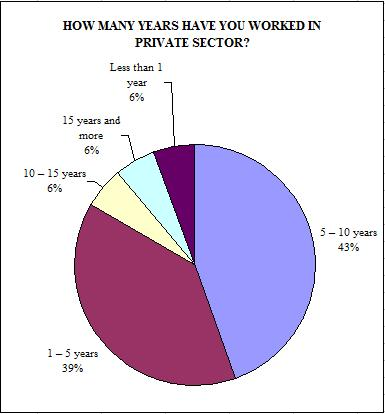 HOW MANY YEARS HAVE YOU WORKED IN
PRIVATE SECTOR?
Less than 1
year
6%
15 years and
more
6%
10 – 15 years
6%
5 – 10 years
43%
1 – 5 years
39%